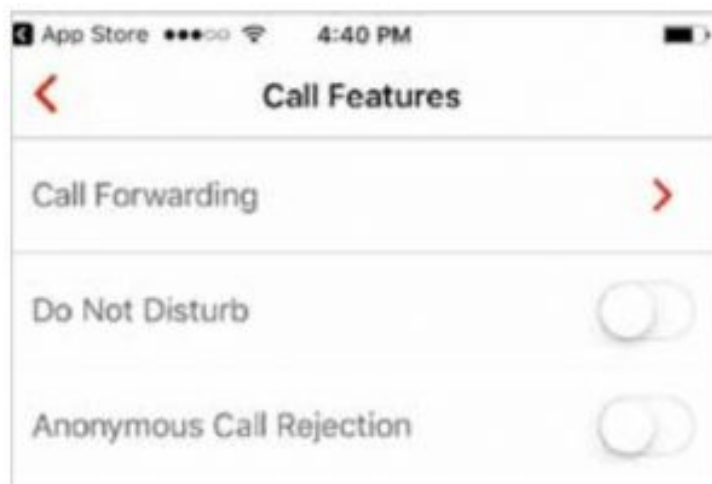 App Store 4:40 PM
Call Features
Call Forwarding
Do Not Disturb
Anonymous Call Rejection